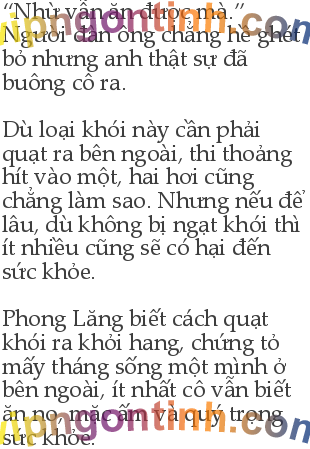 “Nhừ vẫn ăn được mà.”
vipngontinh.com
Người đàn ông chẳng hề ghét
bỏ nhưng anh thật sự đã
buông cô ra.
Dù loại khói này cần phải
quạt ra bên ngoài, thi thoảng
hít vào một, hai hơi cũng
chẳng làm sao. Nhưng nếu để
lâu, dù không bị ngạt khói thì
ít nhiều cũng sẽ có hại đến
sức khỏe.
Phong Lăng biết cách quạt
khói ra khỏi hang, chứng tỏ
mấy tháng sống một mình ở
bên ngoài, ít nhất cô vẫn biết
ăn no, mặc ấm và quý trọng
vipngontinh.com
sức khỏe.